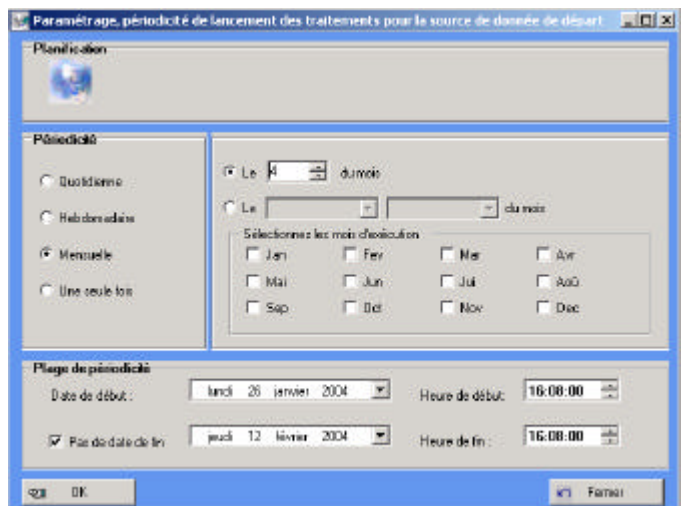 Paramétrage, périodicité de lancement des traitements pour la source de donnée de départ
Planification
Périodicité
Quotidienne
Hebdomadaire
Mensuelle
Une seule fois
Le 4 du mois
Le du mois
Sélectionnez les mois d'exécution
Jan Fev Mar Avr
Mai Jun Jui Aoû
Sep Oct Nov Dec
Plage de périodicité
Date de début : lundi 26 janvier 2004 Heure de début: 16:08:00
Pas de date de fin jeudi 12 février 2004 Heure de fin : 16:08:00
OK Fermer